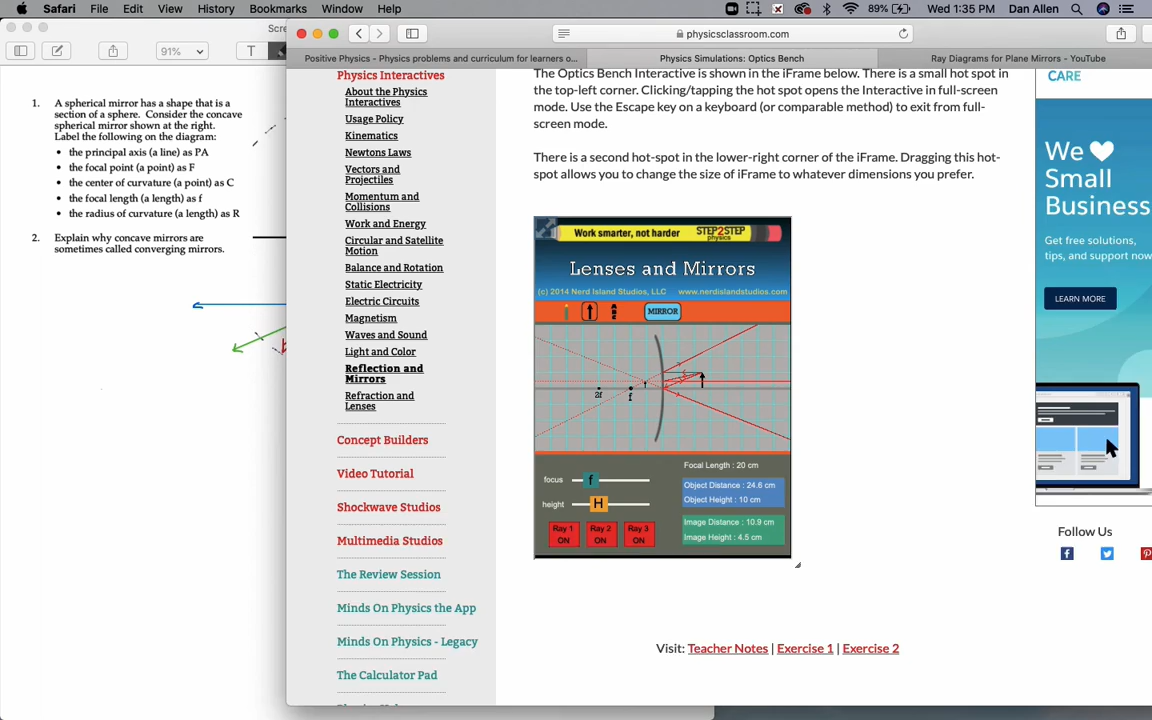 Safari File Edit View History Bookmarks Window Help
89% Wed 1:35 PM Dan Allen
Scre
91%
T
physicsclassroom.com
Positive Physics - Physics problems and curriculum for learners o...
Physics Simulations: Optics Bench
Ray Diagrams for Plane Mirrors - YouTube
1. A spherical mirror has a shape that is a
section of a sphere. Consider the concave
spherical mirror shown at the right.
Label the following on the diagram:
• the principal axis (a line) as PA
• the focal point (a point) as F
• the center of curvature (a point) as C
• the focal length (a length) as f
• the radius of curvature (a length) as R
2. Explain why concave mirrors are
sometimes called converging mirrors.
Physics Interactives
About the Physics
Interactives
Usage Policy
Kinematics
Newtons Laws
Vectors and
Projectiles
Momentum and
Collisions
Work and Energy
Circular and Satellite
Motion
Balance and Rotation
Static Electricity
Electric Circuits
Magnetism
Waves and Sound
Light and Color
Reflection and
Mirrors
Refraction and
Lenses
Concept Builders
Video Tutorial
Shockwave Studios
Multimedia Studios
The Review Session
Minds On Physics the App
Minds On Physics - Legacy
The Calculator Pad
The Optics Bench Interactive is shown in the iFrame below. There is a small hot spot in
the top-left corner. Clicking/tapping the hot spot opens the Interactive in full-screen
mode. Use the Escape key on a keyboard (or comparable method) to exit from full-
screen mode.
There is a second hot-spot in the lower-right corner of the iFrame. Dragging this hot-
spot allows you to change the size of iFrame to whatever dimensions you prefer.
Work smarter, not harder STEP2STEP
physics
Lenses and Mirrors
(c) 2014 Nerd Island Studios, LLC www.nerdislandstudios.com
MIRROR
2f f
focus f
height H
Ray 1
ON
Ray 2
ON
Ray 3
ON
Focal Length : 20 cm
Object Distance : 24.6 cm
Object Height : 10 cm
Image Distance : 10.9 cm
Image Height : 4.5 cm
Visit: Teacher Notes | Exercise 1 | Exercise 2
CARE
We
Small
Business
Get free solutions,
tips, and support now
LEARN MORE
Follow Us